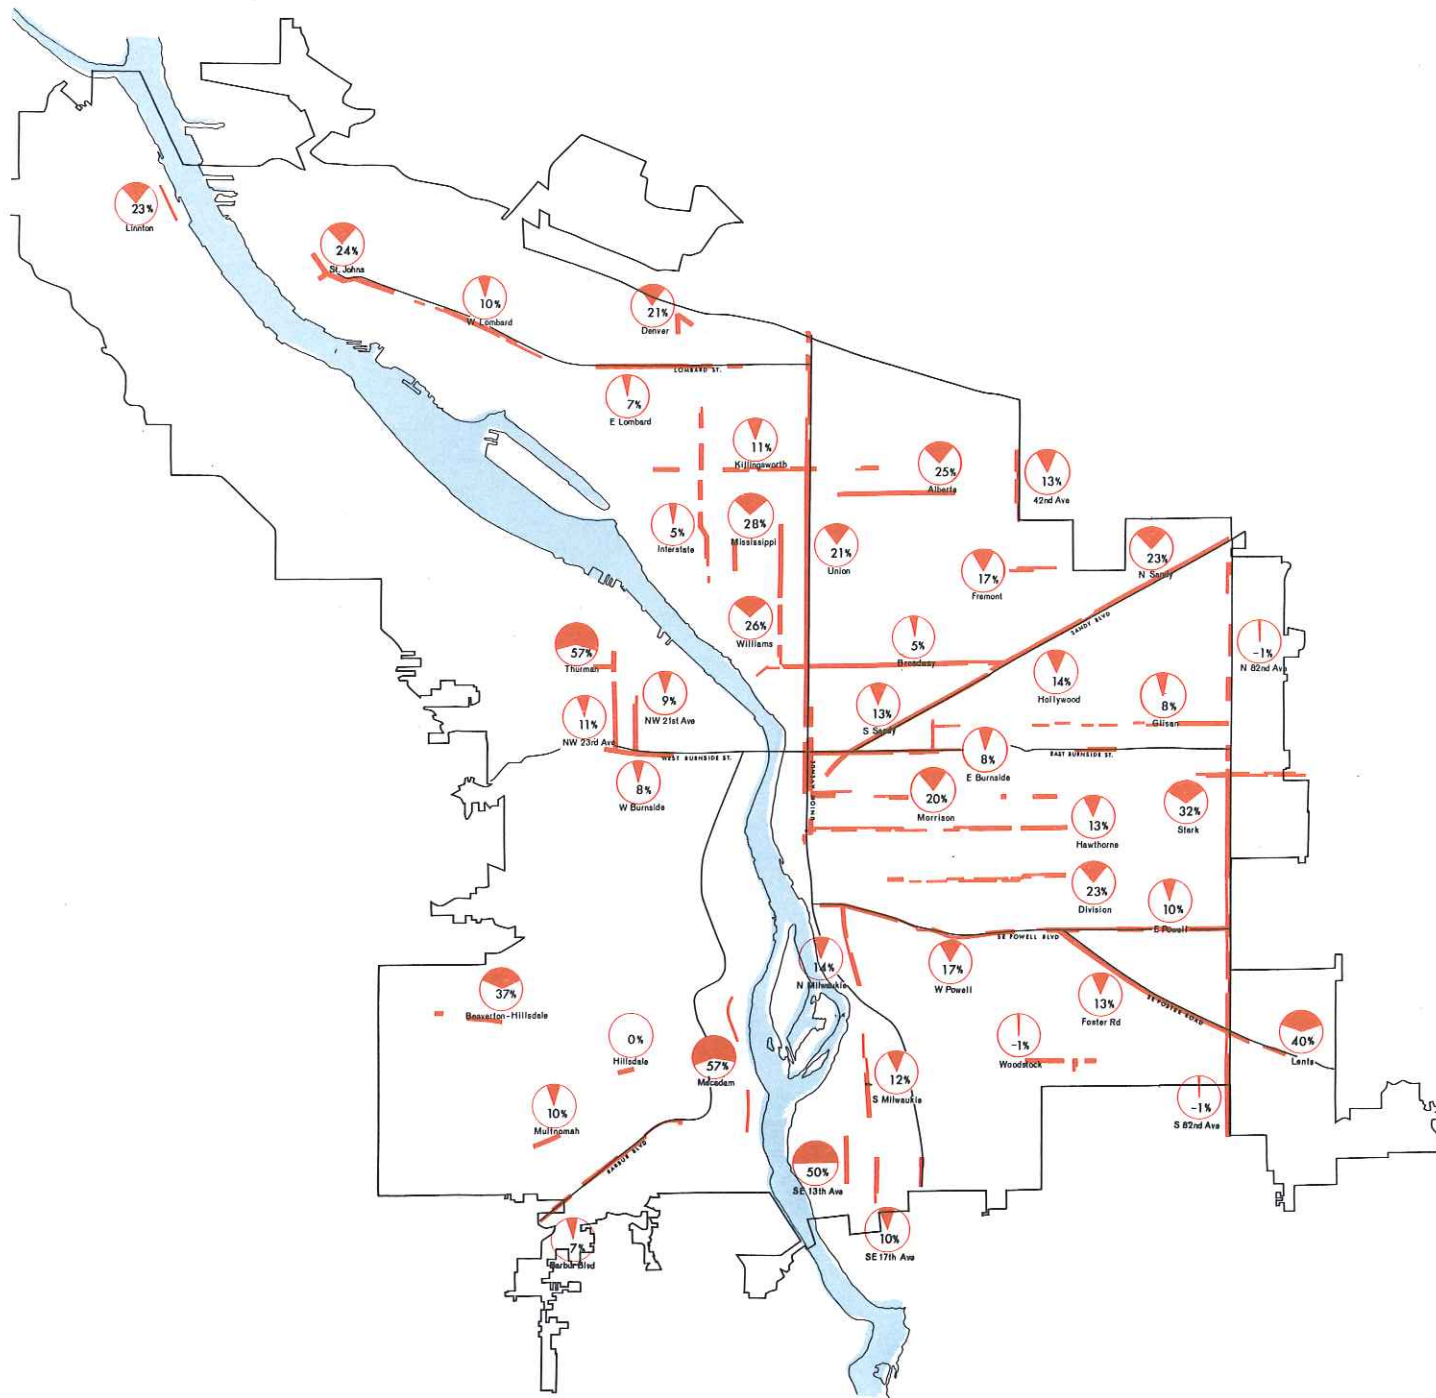 23%
Linnton
24%
St. Johns
10%
W Lombard
21%
Denver
LOMBARD ST.
7%
E Lombard
11%
Killingsworth
25%
Alberta
13%
42nd Ave
5%
Interstate
28%
Mississippi
21%
Union
17%
Fremont
23%
N Sandy
SANDY BLVD
26%
Williams
5%
Broadway
-1%
N 82nd Ave
57%
Thurman
14%
Hollywood
9%
NW 21st Ave
11%
NW 23rd Ave
13%
S Sandy
8%
Glisan
WEST BURNSIDE ST.
EAST BURNSIDE ST.
8%
E Burnside
8%
W Burnside
UNION AVENUE
20%
Morrison
32%
Stark
13%
Hawthorne
23%
Division
10%
E Powell
SE POWELL BLVD
14%
N Milwaukie
17%
W Powell
37%
Beaverton-Hillsdale
13%
Foster Rd
SE FOSTER ROAD
0%
Hillsdale
57%
Macadam
-1%
Woodstock
40%
Lents
12%
S Milwaukie
-1%
S 82nd Ave
10%
Multnomah
BARBUR BLVD
50%
SE 13th Ave
10%
SE 17th Ave
7%
Barbur Blvd